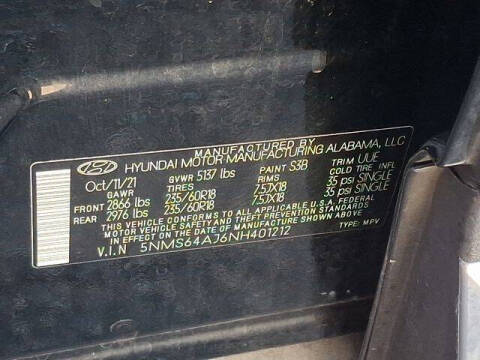 MANUFACTURED BY
HYUNDAI MOTOR MANUFACTURING ALABAMA, LLC
Oct/11/21 GVWR 5137 lbs PAINT S3B TRIM UUE
GAWR TIRES RIMS COLD TIRE INFL
FRONT 2866 lbs 235/60R18 7.5JX18 35 psi SINGLE
REAR 2976 lbs 235/60R18 7.5JX18 35 psi SINGLE
THIS VEHICLE CONFORMS TO ALL APPLICABLE U.S.A. FEDERAL
MOTOR VEHICLE SAFETY AND THEFT PREVENTION STANDARDS
IN EFFECT ON THE DATE OF MANUFACTURE SHOWN ABOVE.
V.I.N 5NMS64AJ6NH401212 TYPE: MPV